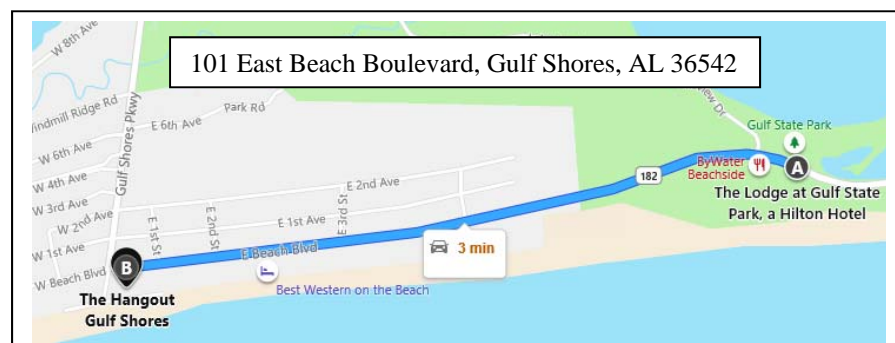 101 East Beach Boulevard, Gulf Shores, AL 36542
W 8th Ave
Windmill Ridge Rd
Park Rd
E 6th Ave
W 6th Ave
Gulf Shores Pkwy
W 4th Ave
W 3rd Ave
W 2nd Ave
W 1st Ave
W Beach Blvd
E 1st St
E 2nd St
E 3rd St
E 2nd Ave
E 1st Ave
E Beach Blvd
182
3 min
Gulf State Park
ByWater
Beachside
A
The Lodge at Gulf State
Park, a Hilton Hotel
B
The Hangout
Gulf Shores
Best Western on the Beach